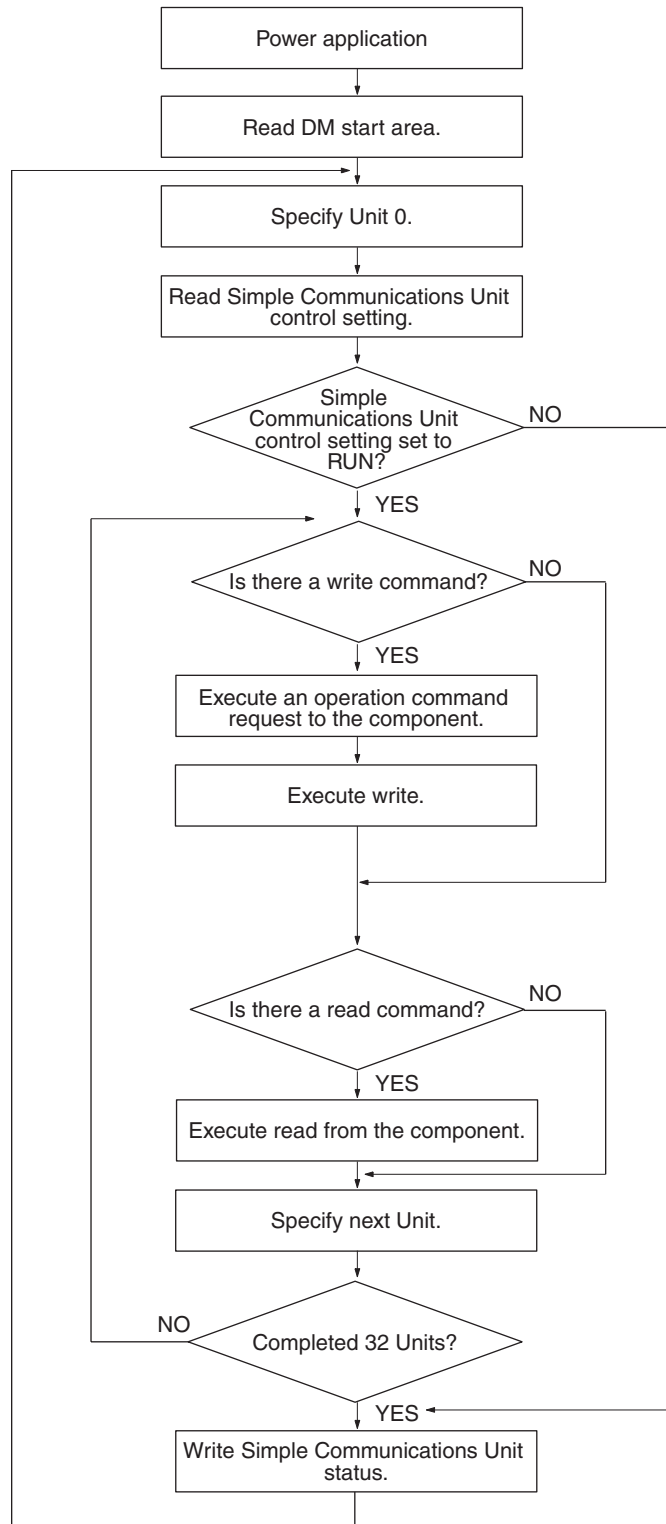 Power application
Read DM start area.
Specify Unit 0.
Read Simple Communications Unit
control setting.
Simple
Communications Unit
control setting set to
RUN?
NO
YES
Is there a write command?
NO
YES
Execute an operation command
request to the component.
Execute write.
Is there a read command?
NO
YES
Execute read from the component.
Specify next Unit.
NO
Completed 32 Units?
YES
Write Simple Communications Unit
status.